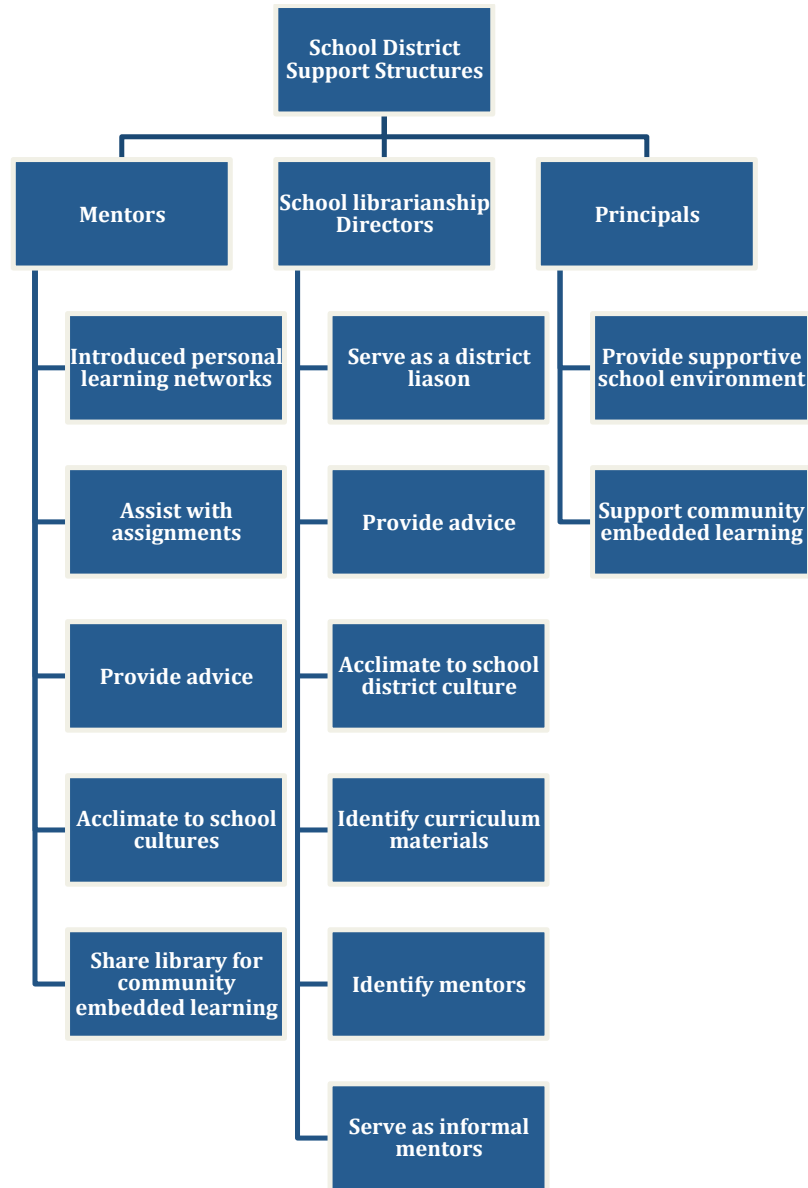 School District
Support Structures
Mentors
Introduced personal
learning networks
Assist with
assignments
Provide advice
Acclimate to school
cultures
Share library for
community
embedded learning
School librarianship
Directors
Serve as a district
liason
Provide advice
Acclimate to school
district culture
Identify curriculum
materials
Identify mentors
Serve as informal
mentors
Principals
Provide supportive
school environment
Support community
embedded learning